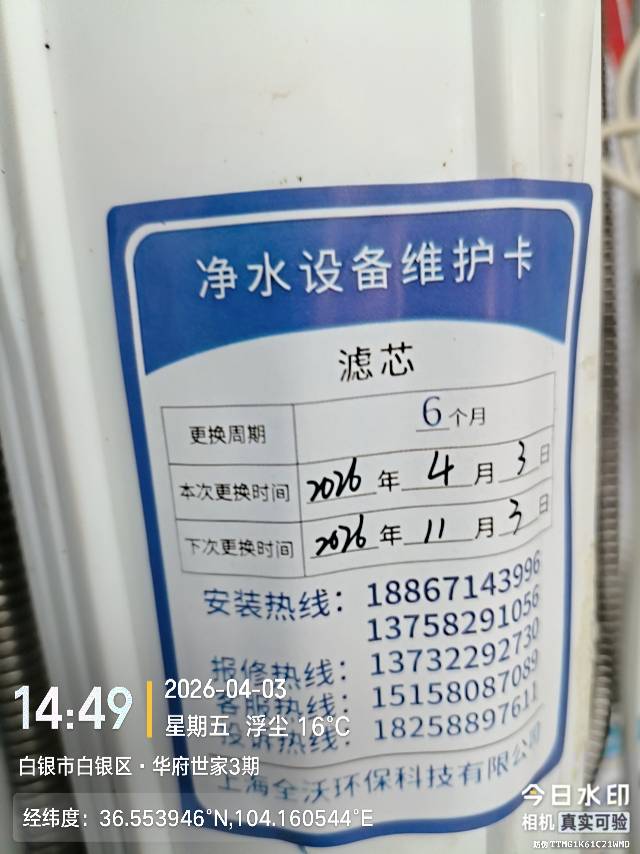 净水设备维护卡
滤芯
更换周期 6个月
本次更换时间 2026年4月3日
下次更换时间 2026年11月3日
安装热线：18867143996
13758291056
报修热线：13732292730
客服热线：15158087089
投诉热线：18258897611
上海全沃环保科技有限公司
14:49
2026-04-03
星期五 浮尘 16℃
白银市白银区·华府世家3期
经纬度：36.553946°N,104.160544°E
今日水印
相机 真实可验
防伪 TTMG1K61C21WMD